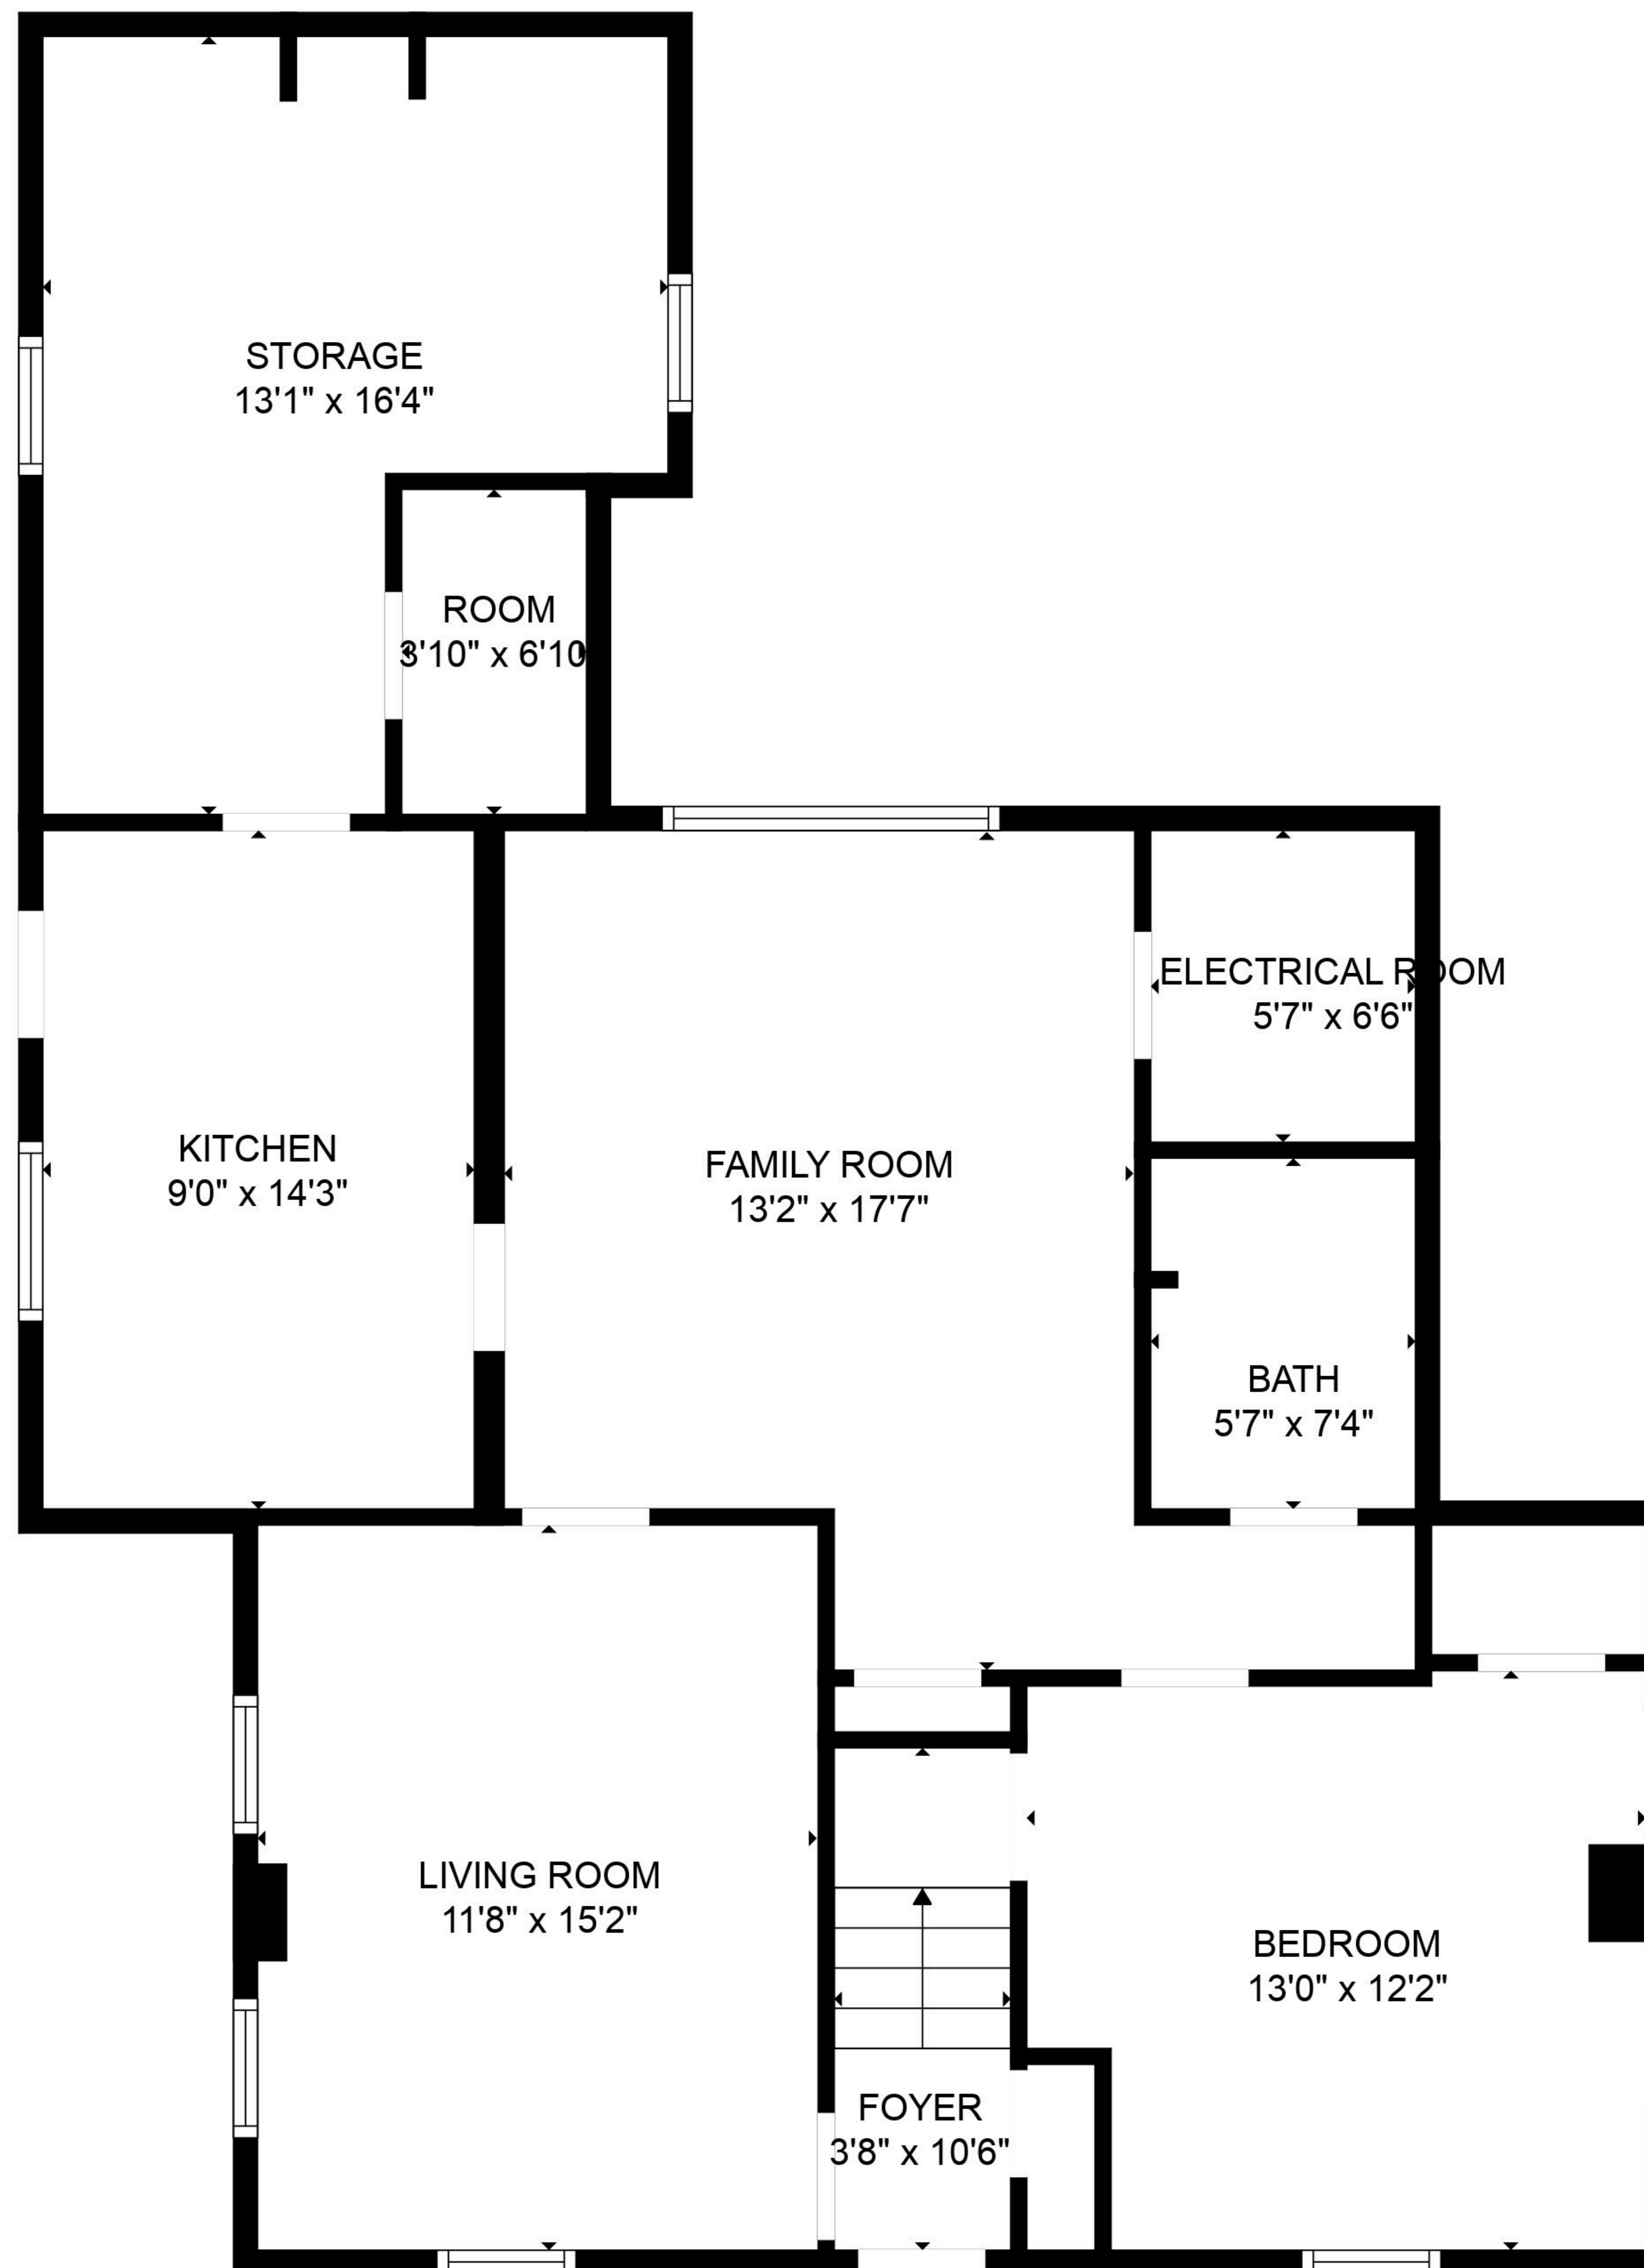 STORAGE
13'1" x 16'4"
ROOM
3'10" x 6'10
ELECTRICAL ROOM
5'7" x 6'6"
KITCHEN
9'0" x 14'3"
FAMILY ROOM
13'2" x 17'7"
BATH
5'7" x 7'4"
LIVING ROOM
11'8" x 15'2"
BEDROOM
13'0" x 12'2"
FOYER
3'8" x 10'6"